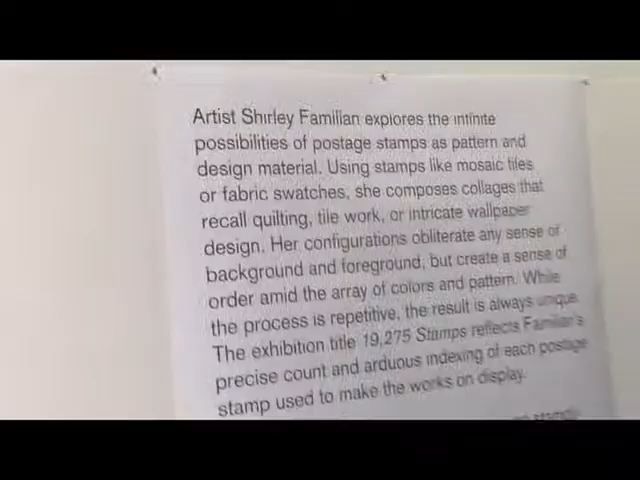 Artist Shirley Familian explores the infinite
possibilities of postage stamps as pattern and
design material. Using stamps like mosaic tiles
or fabric swatches, she composes collages that
recall quilting, tile work, or intricate wallpaper
design. Her configurations obliterate any sense of
background and foreground, but create a sense of
order amid the array of colors and pattern. While
the process is repetitive, the result is always unique.
The exhibition title 19,275 Stamps reflects Familian's
precise count and arduous indexing of each postage
stamp used to make the works on display.